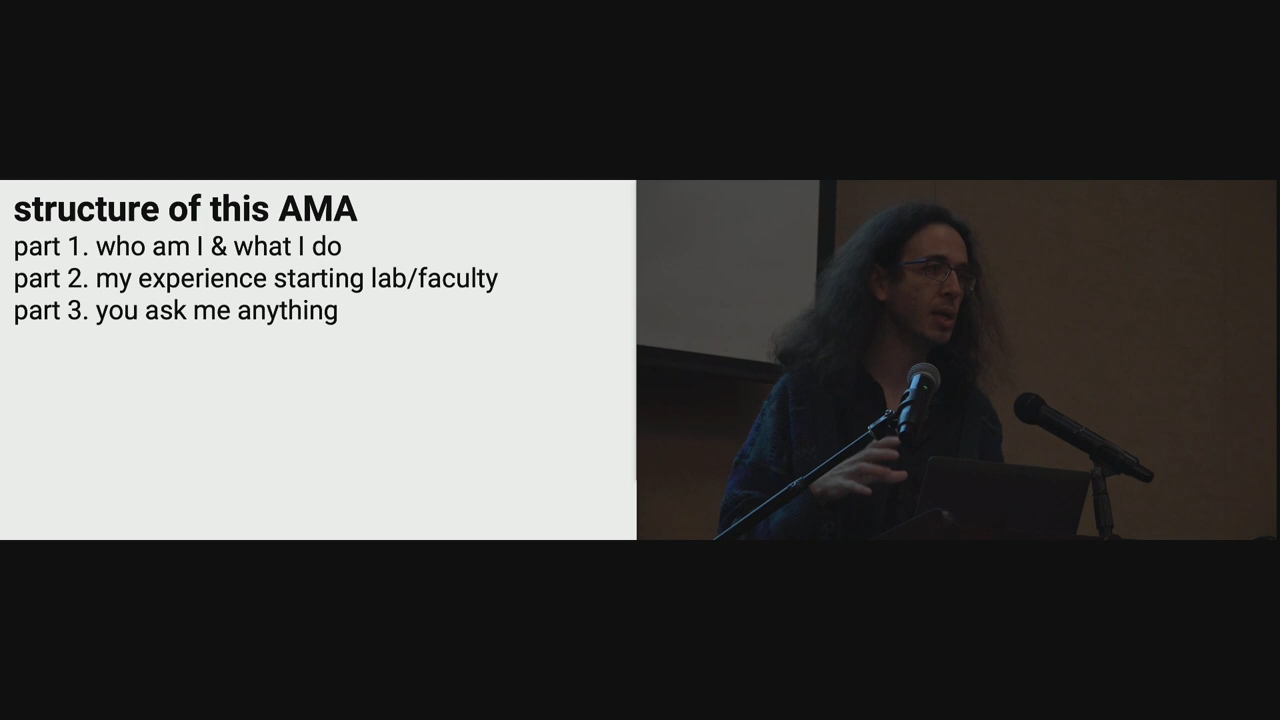 structure of this AMA
part 1. who am I & what I do
part 2. my experience starting lab/faculty
part 3. you ask me anything